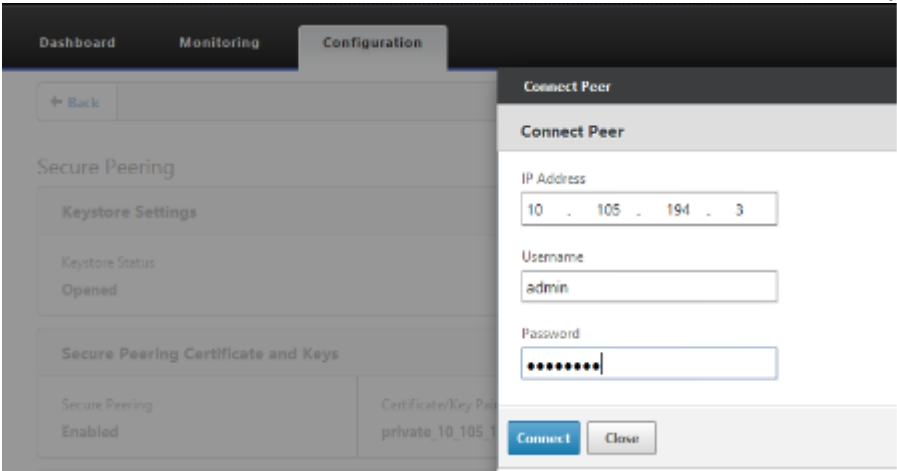 Dashboard Monitoring Configuration
Connect Peer
Back
Connect Peer
Secure Peering
IP Address
10 . 105 . 194 . 3
Keystore Settings
Keystore Status
Opened
Username
admin
Password
••••••••
Secure Peering Certificate and Keys
Secure Peering Certificate/Key Pair
Enabled private_10_105_1
Connect Close